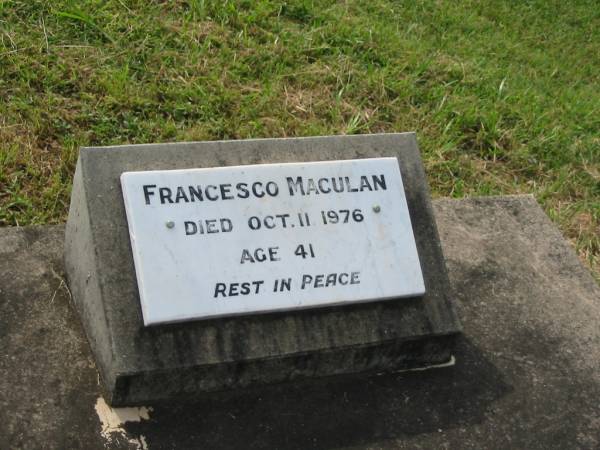 FRANCESCO MACULAN
DIED OCT. 11 1976
AGE 41
REST IN PEACE